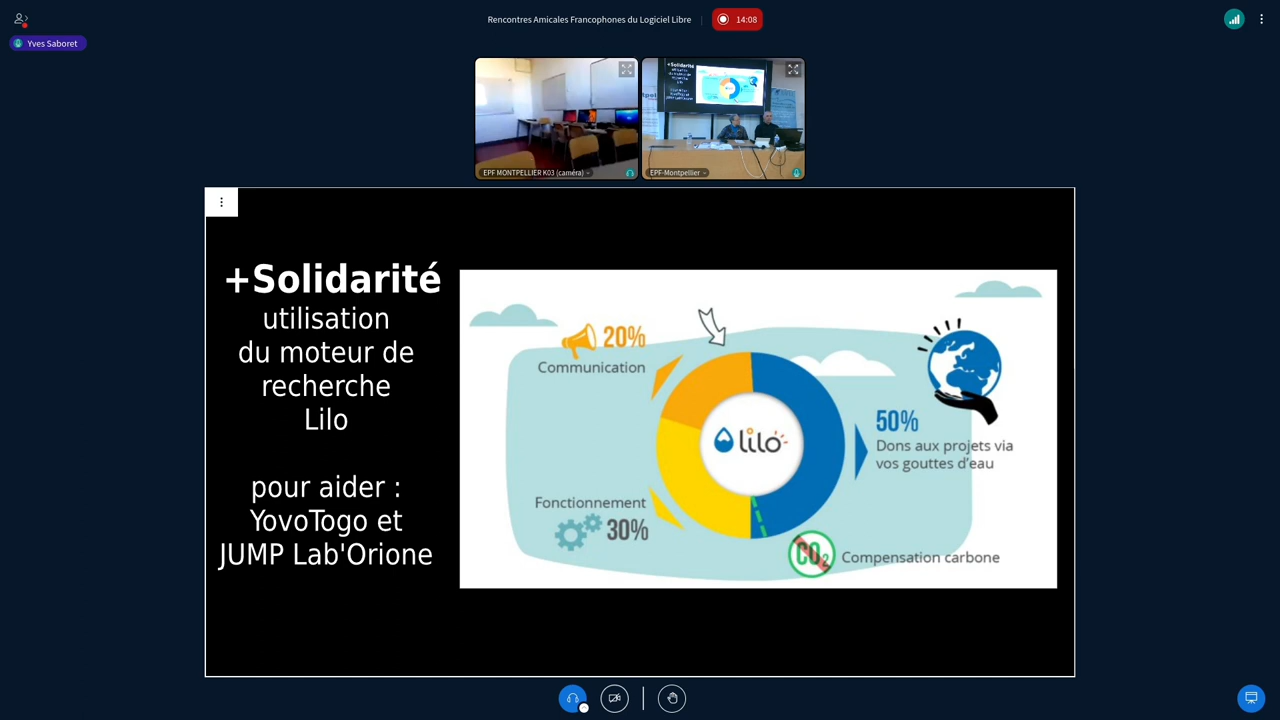 Rencontres Amicales Francophones du Logiciel Libre
14:08
Yves Saboret
EPF MONTPELLIER K03 (caméra)
+Solidarité
EPF-Montpellier
+Solidarité
utilisation
du moteur de
recherche
Lilo
pour aider :
YovoTogo et
JUMP Lab'Orione
20%
Communication
lilo
50%
Dons aux projets via
vos gouttes d'eau
Fonctionnement
30%
CO2
Compensation carbone